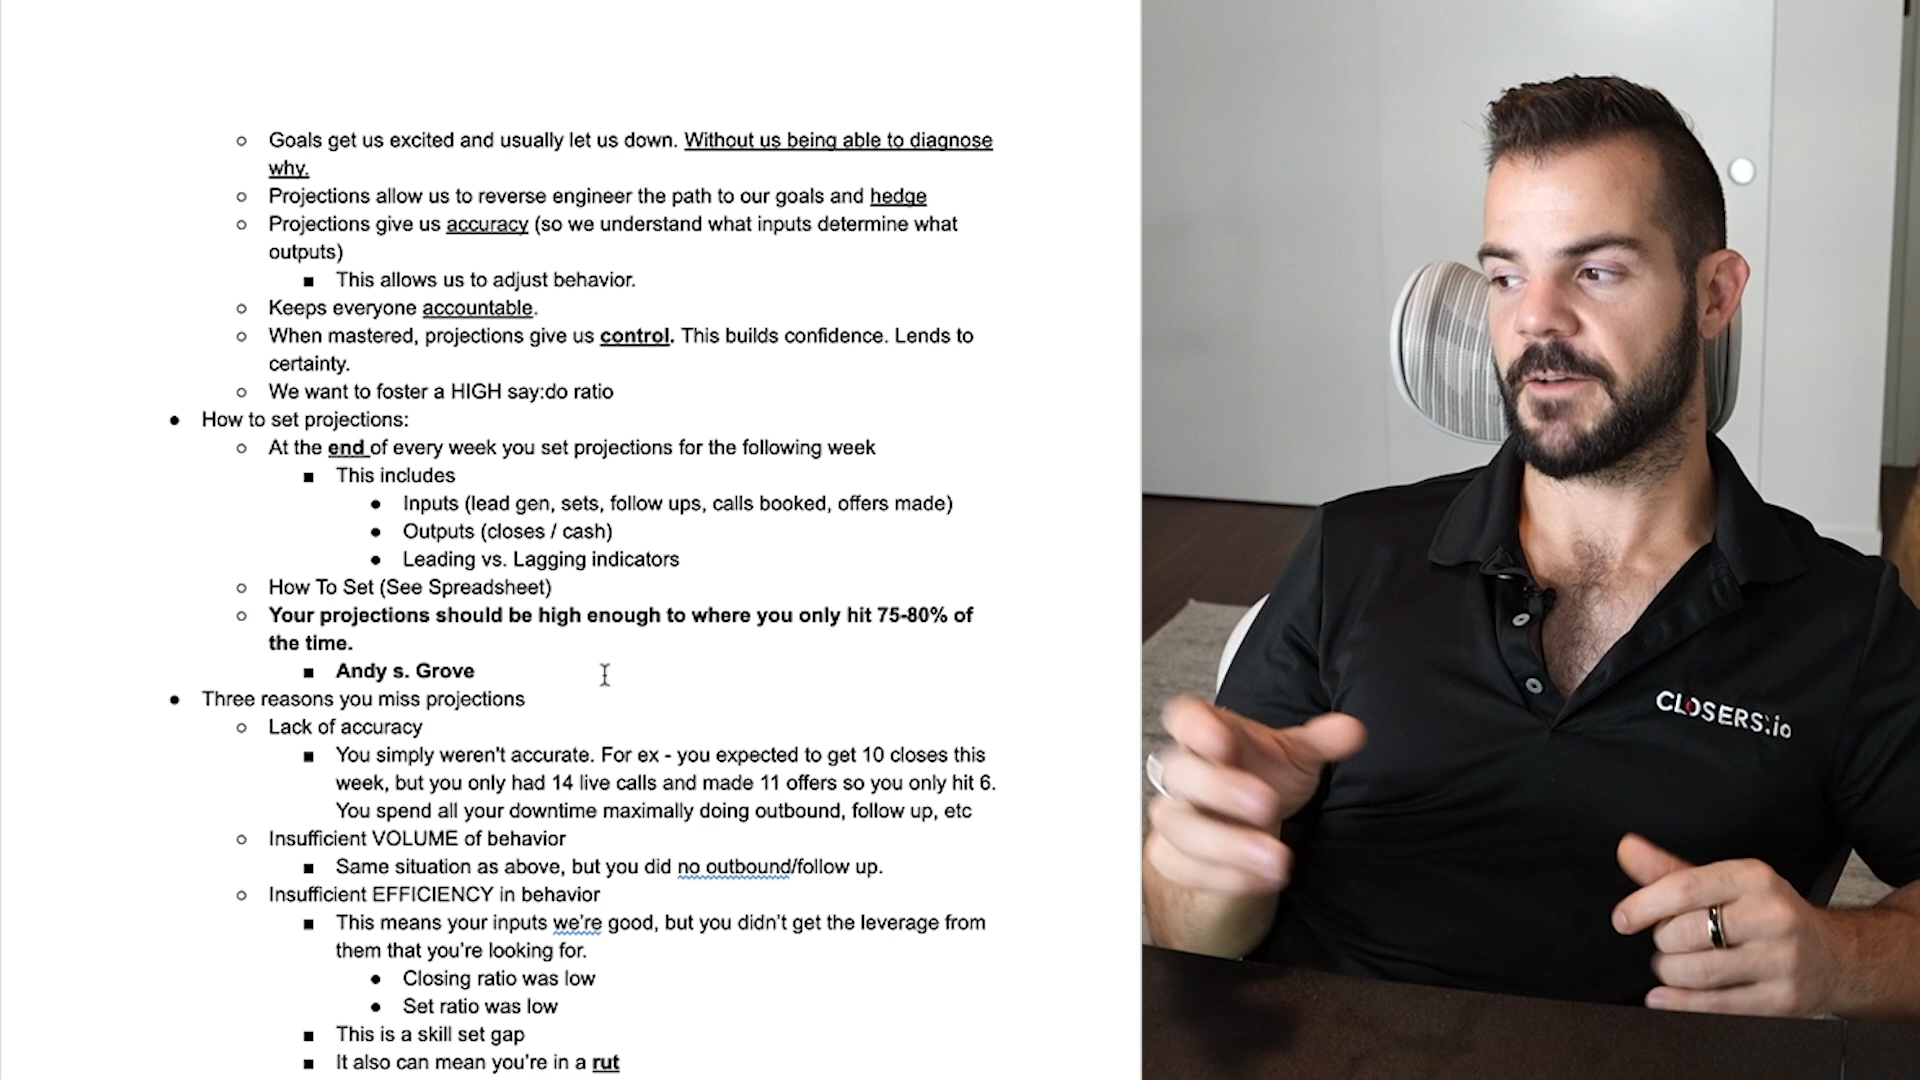 Goals get us excited and usually let us down. Without us being able to diagnose
why.
Projections allow us to reverse engineer the path to our goals and hedge
Projections give us accuracy (so we understand what inputs determine what
outputs)
This allows us to adjust behavior.
Keeps everyone accountable.
When mastered, projections give us control. This builds confidence. Lends to
certainty.
We want to foster a HIGH say:do ratio
How to set projections:
At the end of every week you set projections for the following week
This includes
Inputs (lead gen, sets, follow ups, calls booked, offers made)
Outputs (closes / cash)
Leading vs. Lagging indicators
How To Set (See Spreadsheet)
Your projections should be high enough to where you only hit 75-80% of
the time.
Andy s. Grove
Three reasons you miss projections
Lack of accuracy
You simply weren't accurate. For ex - you expected to get 10 closes this
week, but you only had 14 live calls and made 11 offers so you only hit 6.
You spend all your downtime maximally doing outbound, follow up, etc
Insufficient VOLUME of behavior
Same situation as above, but you did no outbound/follow up.
Insufficient EFFICIENCY in behavior
This means your inputs we're good, but you didn't get the leverage from
them that you're looking for.
Closing ratio was low
Set ratio was low
This is a skill set gap
It also can mean you're in a rut
CLOSERS.io